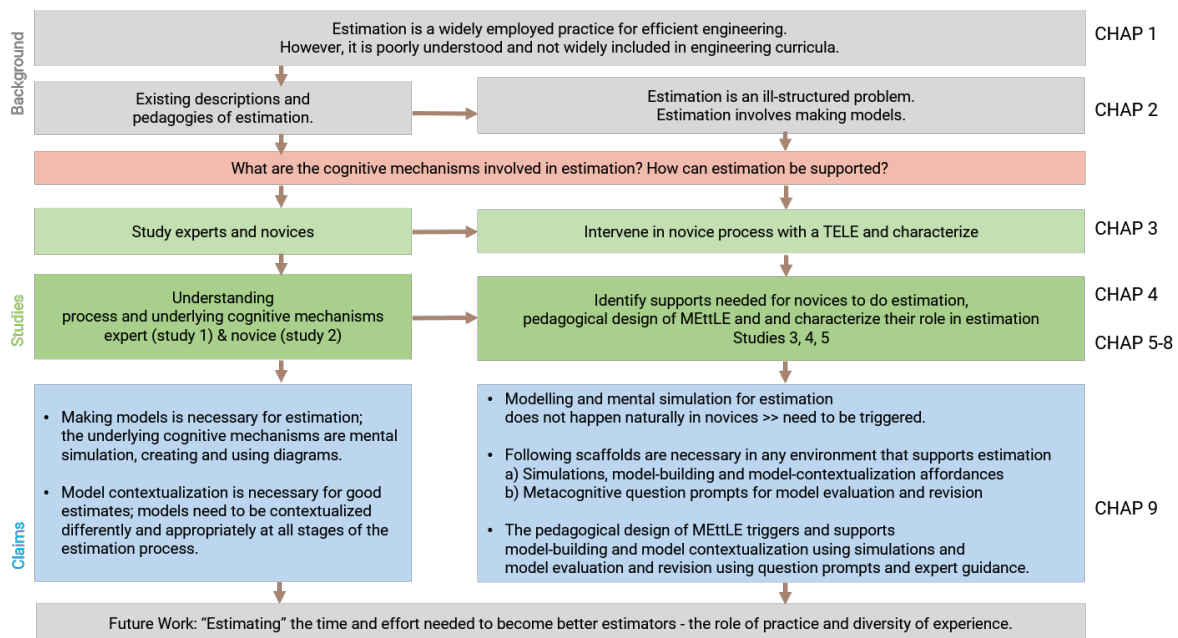 Background
Estimation is a widely employed practice for efficient engineering.
However, it is poorly understood and not widely included in engineering curricula.
CHAP 1
Existing descriptions and
pedagogies of estimation.
Estimation is an ill-structured problem.
Estimation involves making models.
CHAP 2
What are the cognitive mechanisms involved in estimation? How can estimation be supported?
Studies
Study experts and novices
Intervene in novice process with a TELE and characterize
CHAP 3
Understanding
process and underlying cognitive mechanisms
expert (study 1) & novice (study 2)
Identify supports needed for novices to do estimation,
pedagogical design of MEttLE and and characterize their role in estimation
Studies 3, 4, 5
CHAP 4
CHAP 5-8
Claims
• Making models is necessary for estimation;
the underlying cognitive mechanisms are mental
simulation, creating and using diagrams.
• Model contextualization is necessary for good
estimates; models need to be contextualized
differently and appropriately at all stages of the
estimation process.
• Modelling and mental simulation for estimation
does not happen naturally in novices >> need to be triggered.
• Following scaffolds are necessary in any environment that supports estimation
a) Simulations, model-building and model-contextualization affordances
b) Metacognitive question prompts for model evaluation and revision
• The pedagogical design of MEttLE triggers and supports
model-building and model contextualization using simulations and
model evaluation and revision using question prompts and expert guidance.
CHAP 9
Future Work: “Estimating” the time and effort needed to become better estimators - the role of practice and diversity of experience.